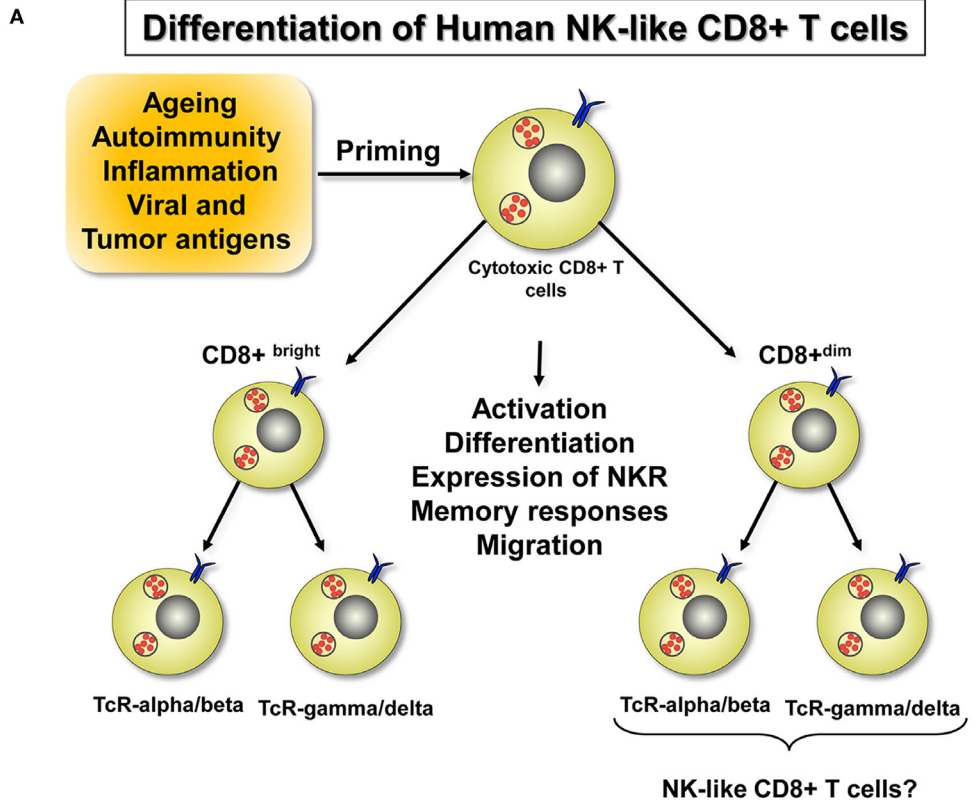 A
Differentiation of Human NK-like CD8+ T cells
Ageing
Autoimmunity
Inflammation
Viral and
Tumor antigens
Priming
Cytotoxic CD8+ T
cells
CD8+ bright
CD8+dim
Activation
Differentiation
Expression of NKR
Memory responses
Migration
TcR-alpha/beta
TcR-gamma/delta
TcR-alpha/beta
TcR-gamma/delta
NK-like CD8+ T cells?